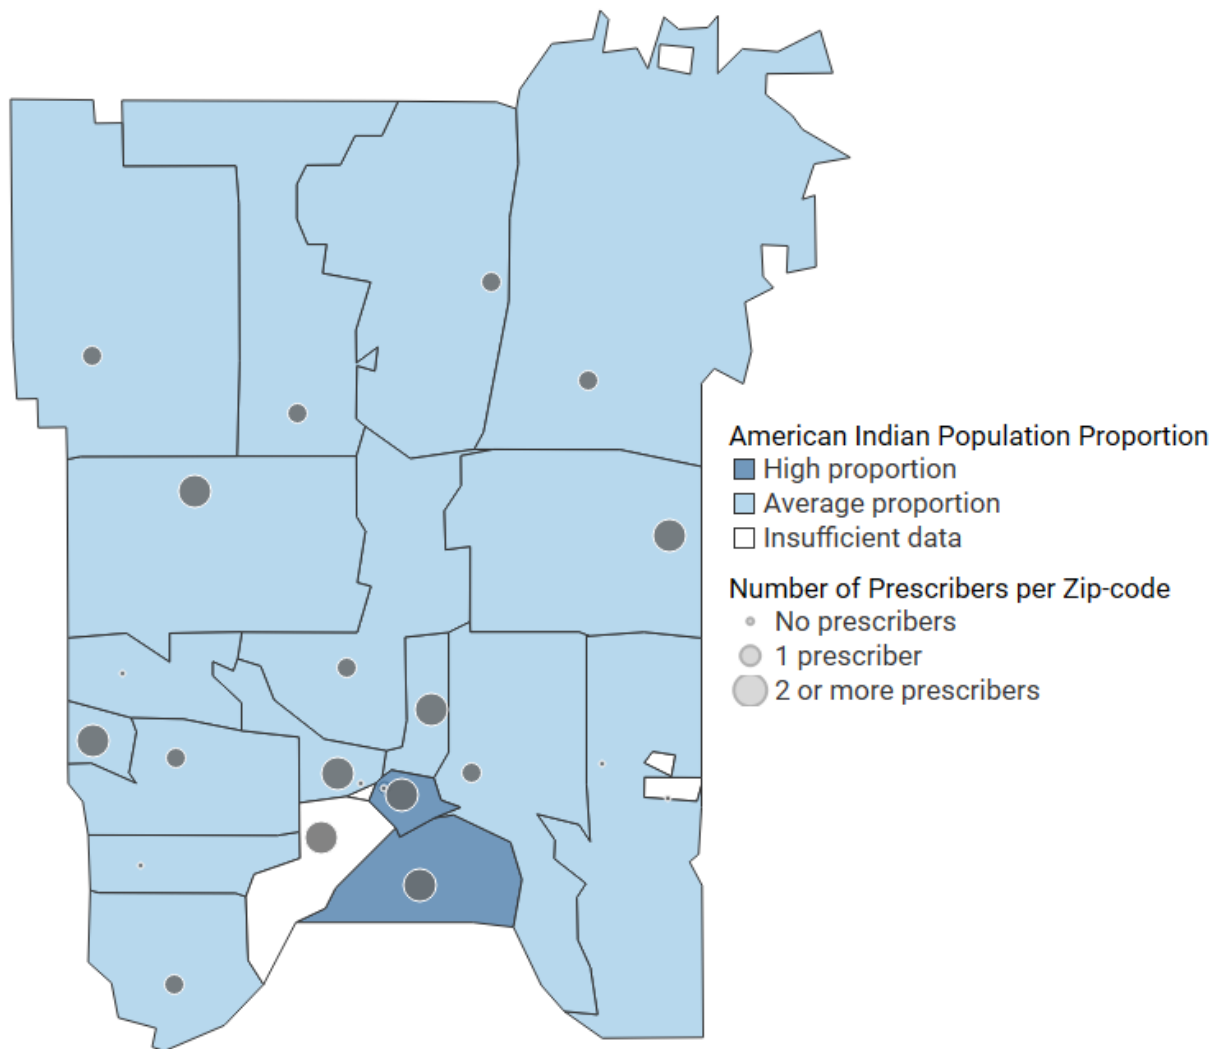 American Indian Population Proportion
High proportion
Average proportion
Insufficient data
Number of Prescribers per Zip-code
No prescribers
1 prescriber
2 or more prescribers